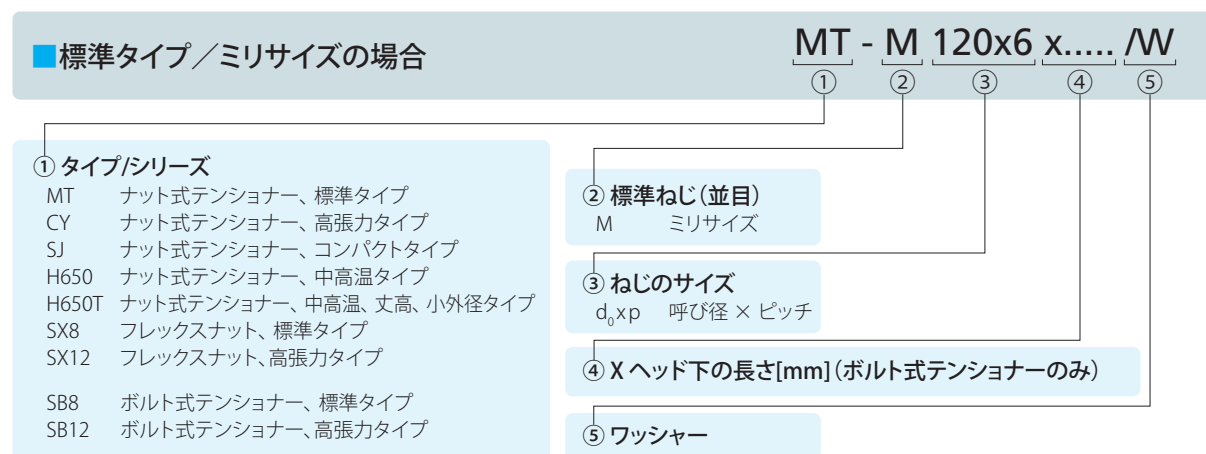 ■標準タイプ／ミリサイズの場合
MT - M 120x6 x..... /W
① ② ③ ④ ⑤
① タイプ/シリーズ
MT ナット式テンショナー、標準タイプ
CY ナット式テンショナー、高張力タイプ
SJ ナット式テンショナー、コンパクトタイプ
H650 ナット式テンショナー、中高温タイプ
H650T ナット式テンショナー、中高温、丈高、小外径タイプ
SX8 フレックスナット、標準タイプ
SX12 フレックスナット、高張力タイプ
SB8 ボルト式テンショナー、標準タイプ
SB12 ボルト式テンショナー、高張力タイプ
② 標準ねじ（並目）
M ミリサイズ
③ ねじのサイズ
d₀xp 呼び径 × ピッチ
④ X ヘッド下の長さ[mm]（ボルト式テンショナーのみ）
⑤ ワッシャー